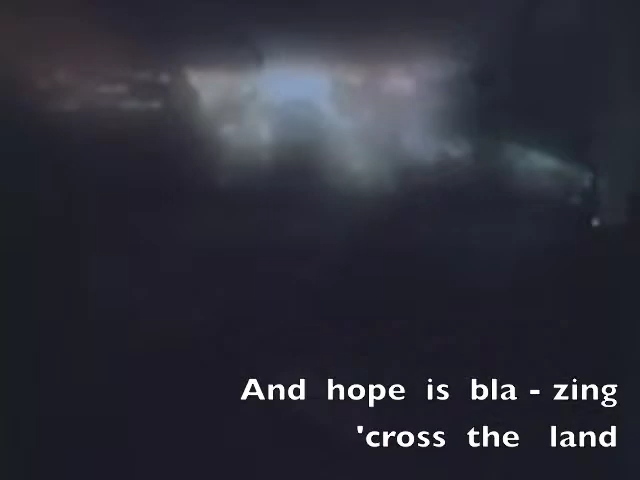 And hope is bla - zing
'cross the land